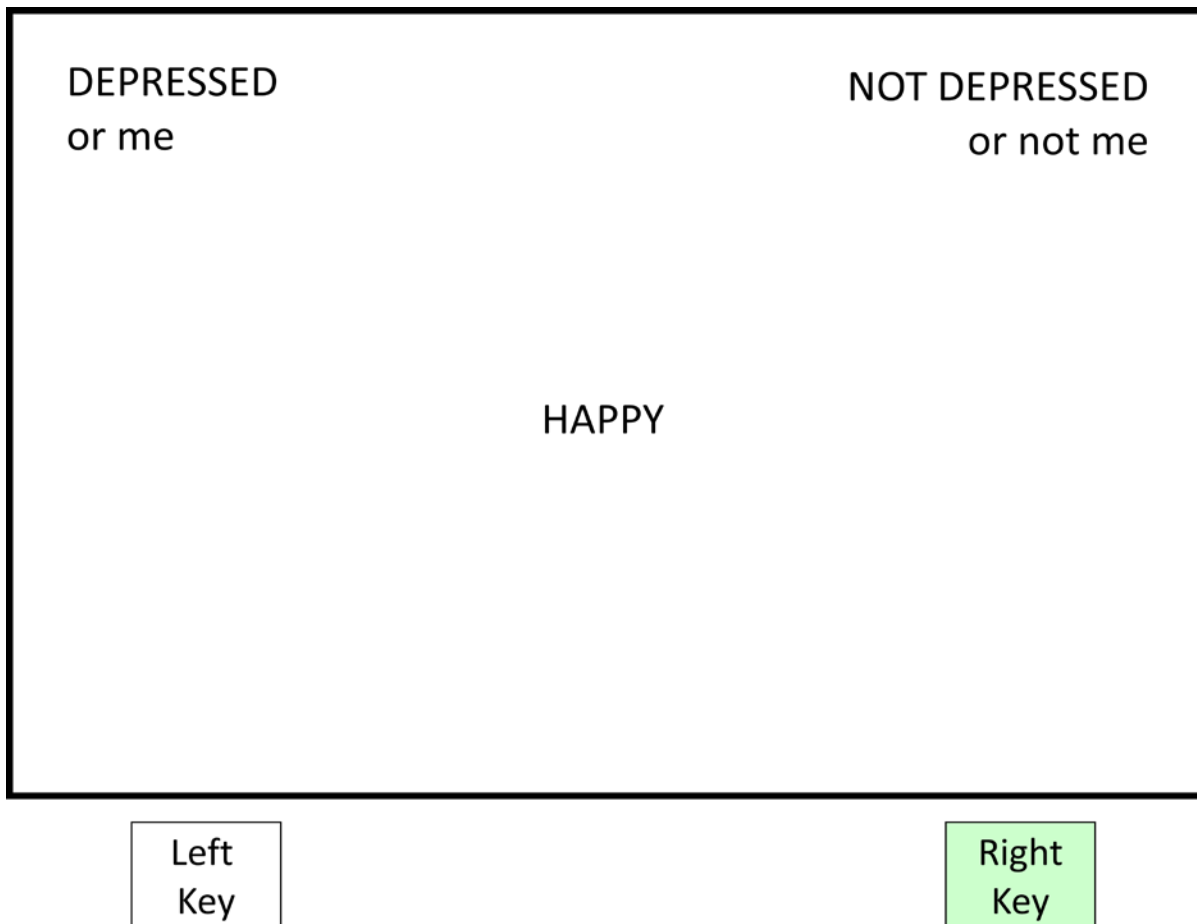 DEPRESSED
or me
NOT DEPRESSED
or not me
HAPPY
Left
Key
Right
Key